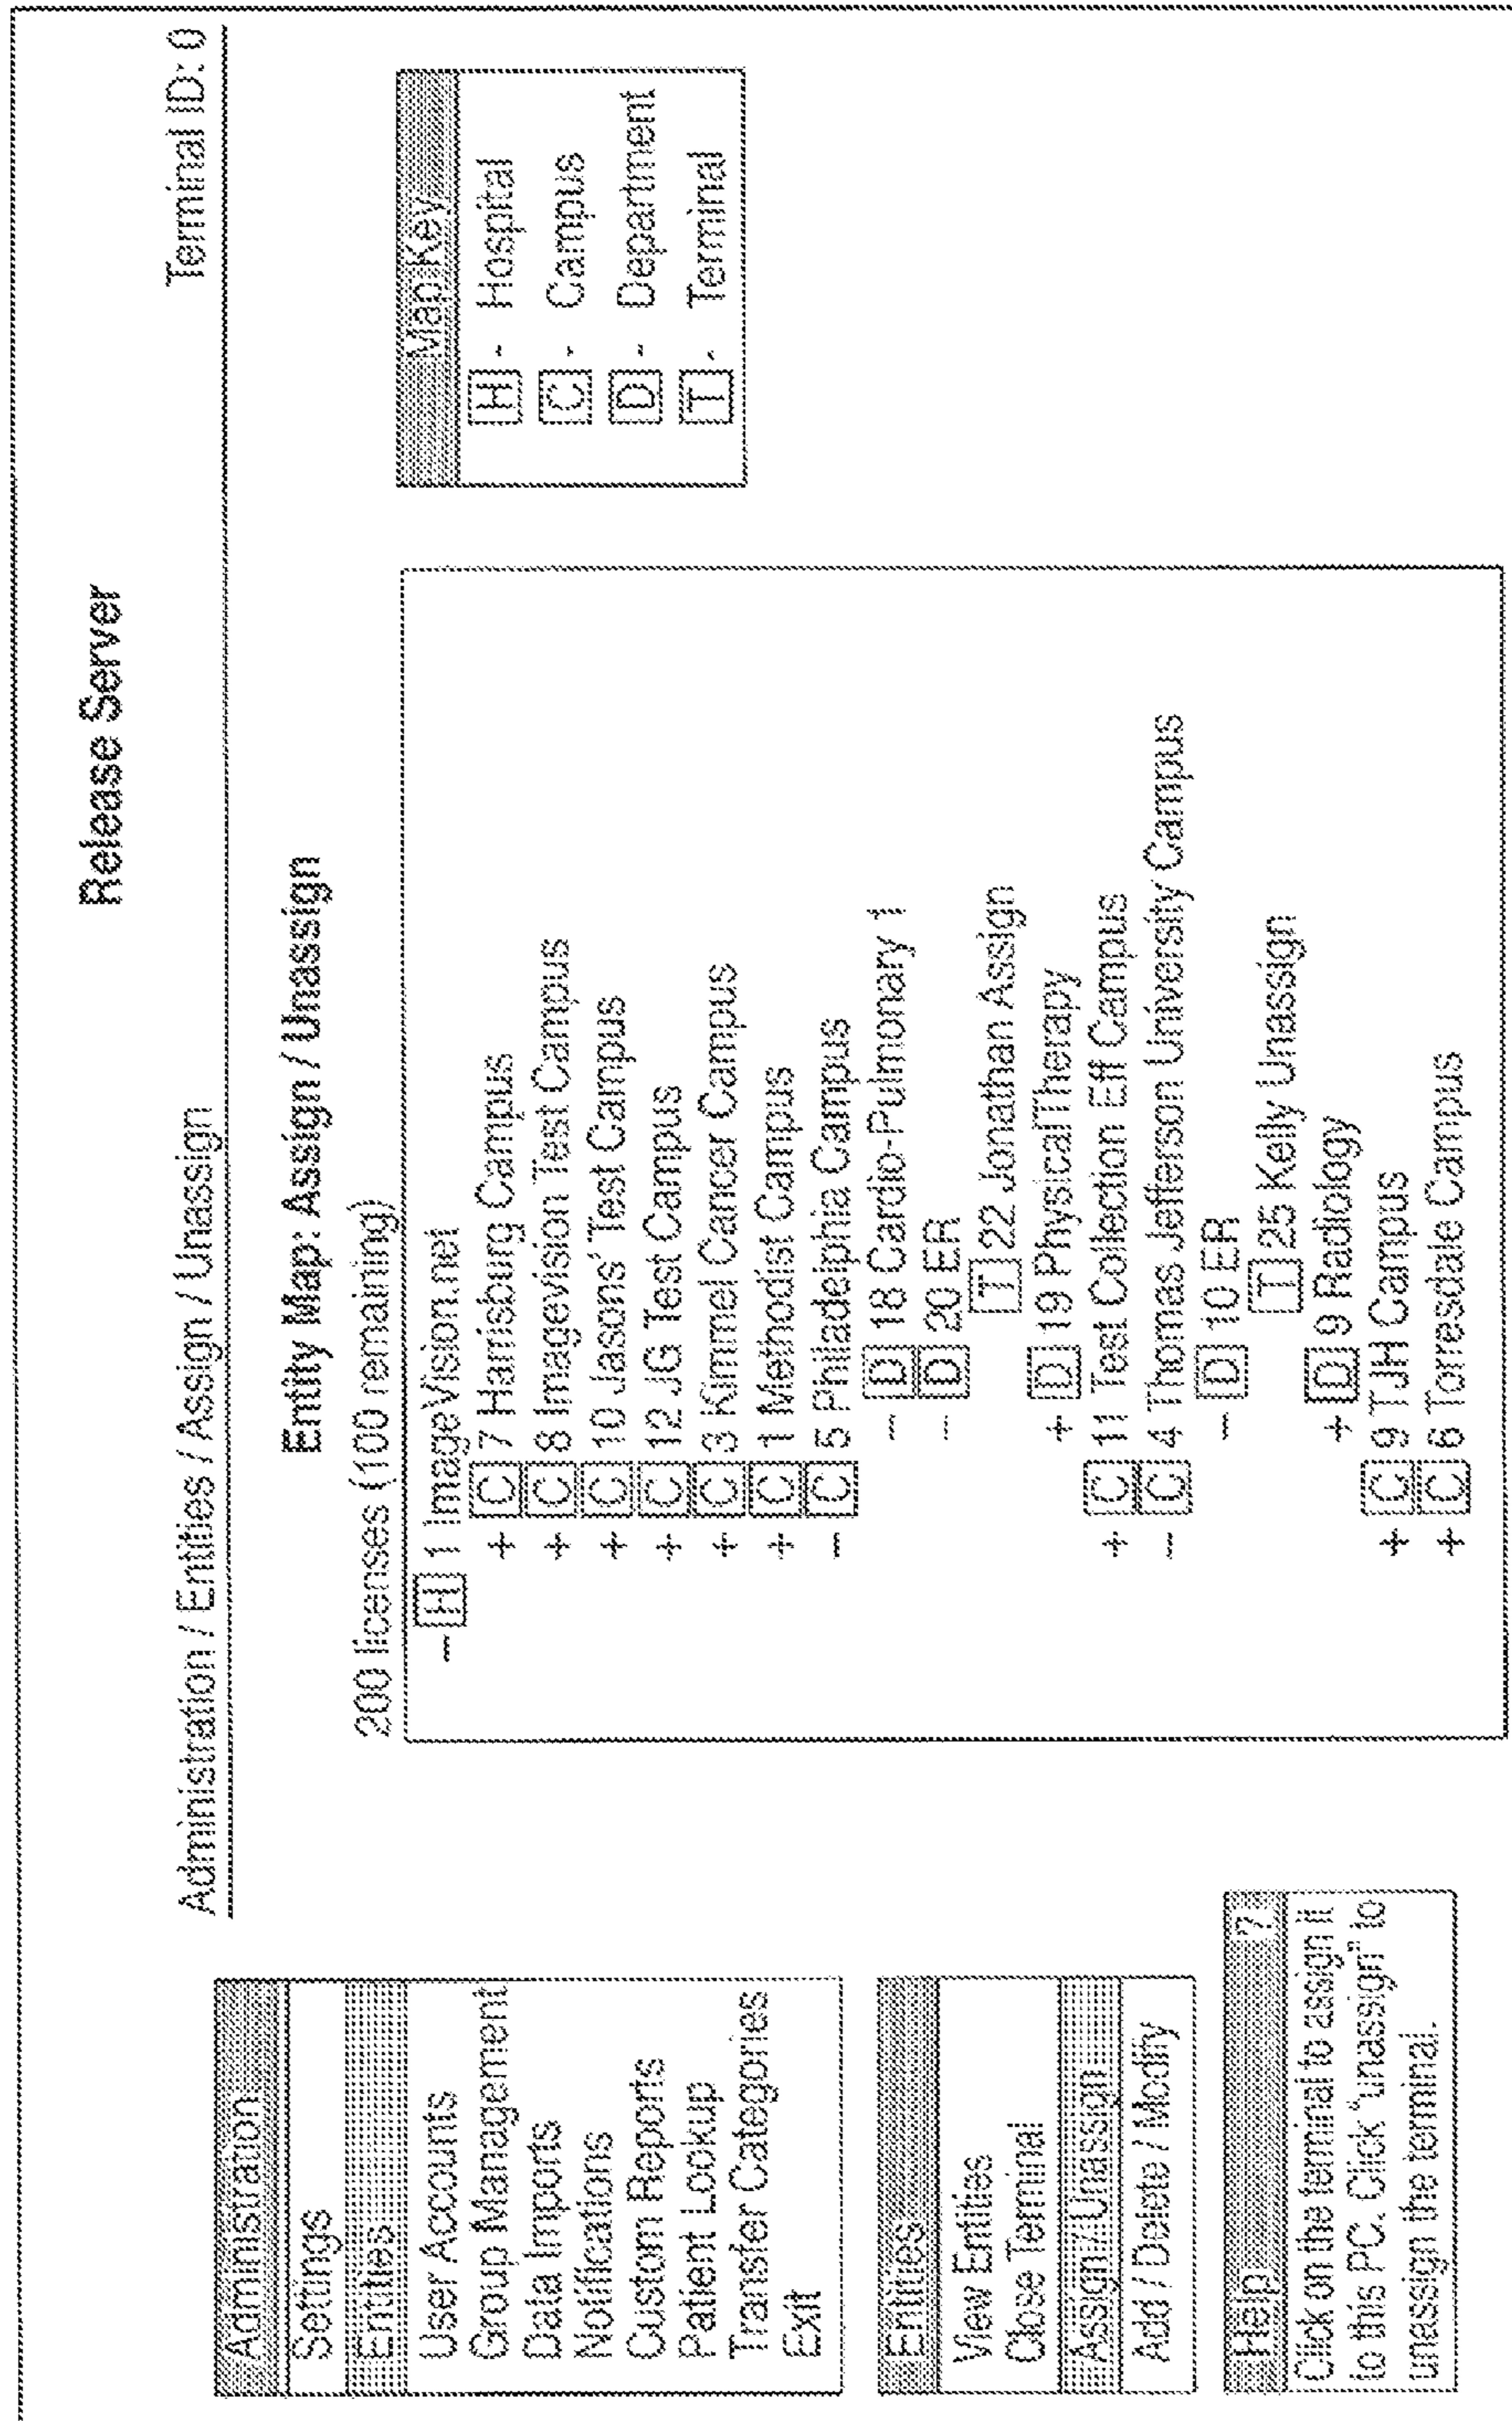 Release Server
Administration / Entities / Assign / Unassign
Terminal ID: 0
Administration
Settings
Entities
User Accounts
Group Management
Data Imports
Notifications
Custom Reports
Patient Lookup
Transfer Categories
Exit
Entities
View Entities
Close Terminal
Assign / Unassign
Add / Delete / Modify
Help ?
Click on the terminal to assign it
to this PC. Click "unassign" to
unassign the terminal.
Entity Map: Assign / Unassign
200 licenses (100 remaining)
– H 1 ImageVision.net
+ C 7 Harrisburg Campus
+ C 8 Imagevision Test Campus
+ C 10 Jasons' Test Campus
+ C 12 JG Test Campus
+ C 3 Kimmel Cancer Campus
+ C 1 Methodist Campus
– C 5 Philadelphia Campus
– D 18 Cardio-Pulmonary 1
– D 20 ER
T 22 Jonathan Assign
+ D 19 PhysicalTherapy
+ C 11 Test Collection Eff Campus
– C 4 Thomas Jefferson University Campus
– D 10 ER
T 25 Kelly Unassign
+ D 9 Radiology
+ C 9 TJH Campus
+ C 6 Torresdale Campus
Map Key
H - Hospital
C - Campus
D - Department
T - Terminal